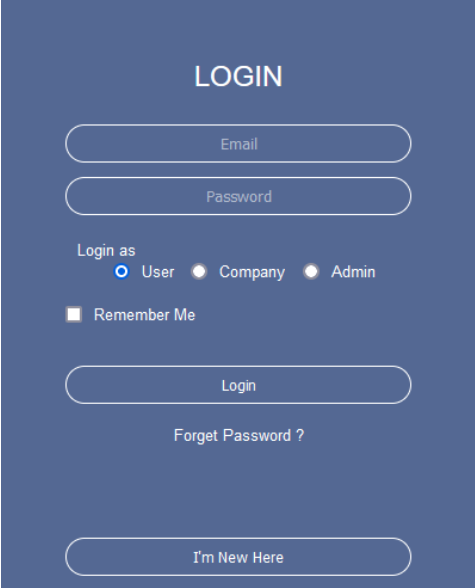 LOGIN
Email
Password
Login as
User Company Admin
Remember Me
Login
Forget Password ?
I'm New Here